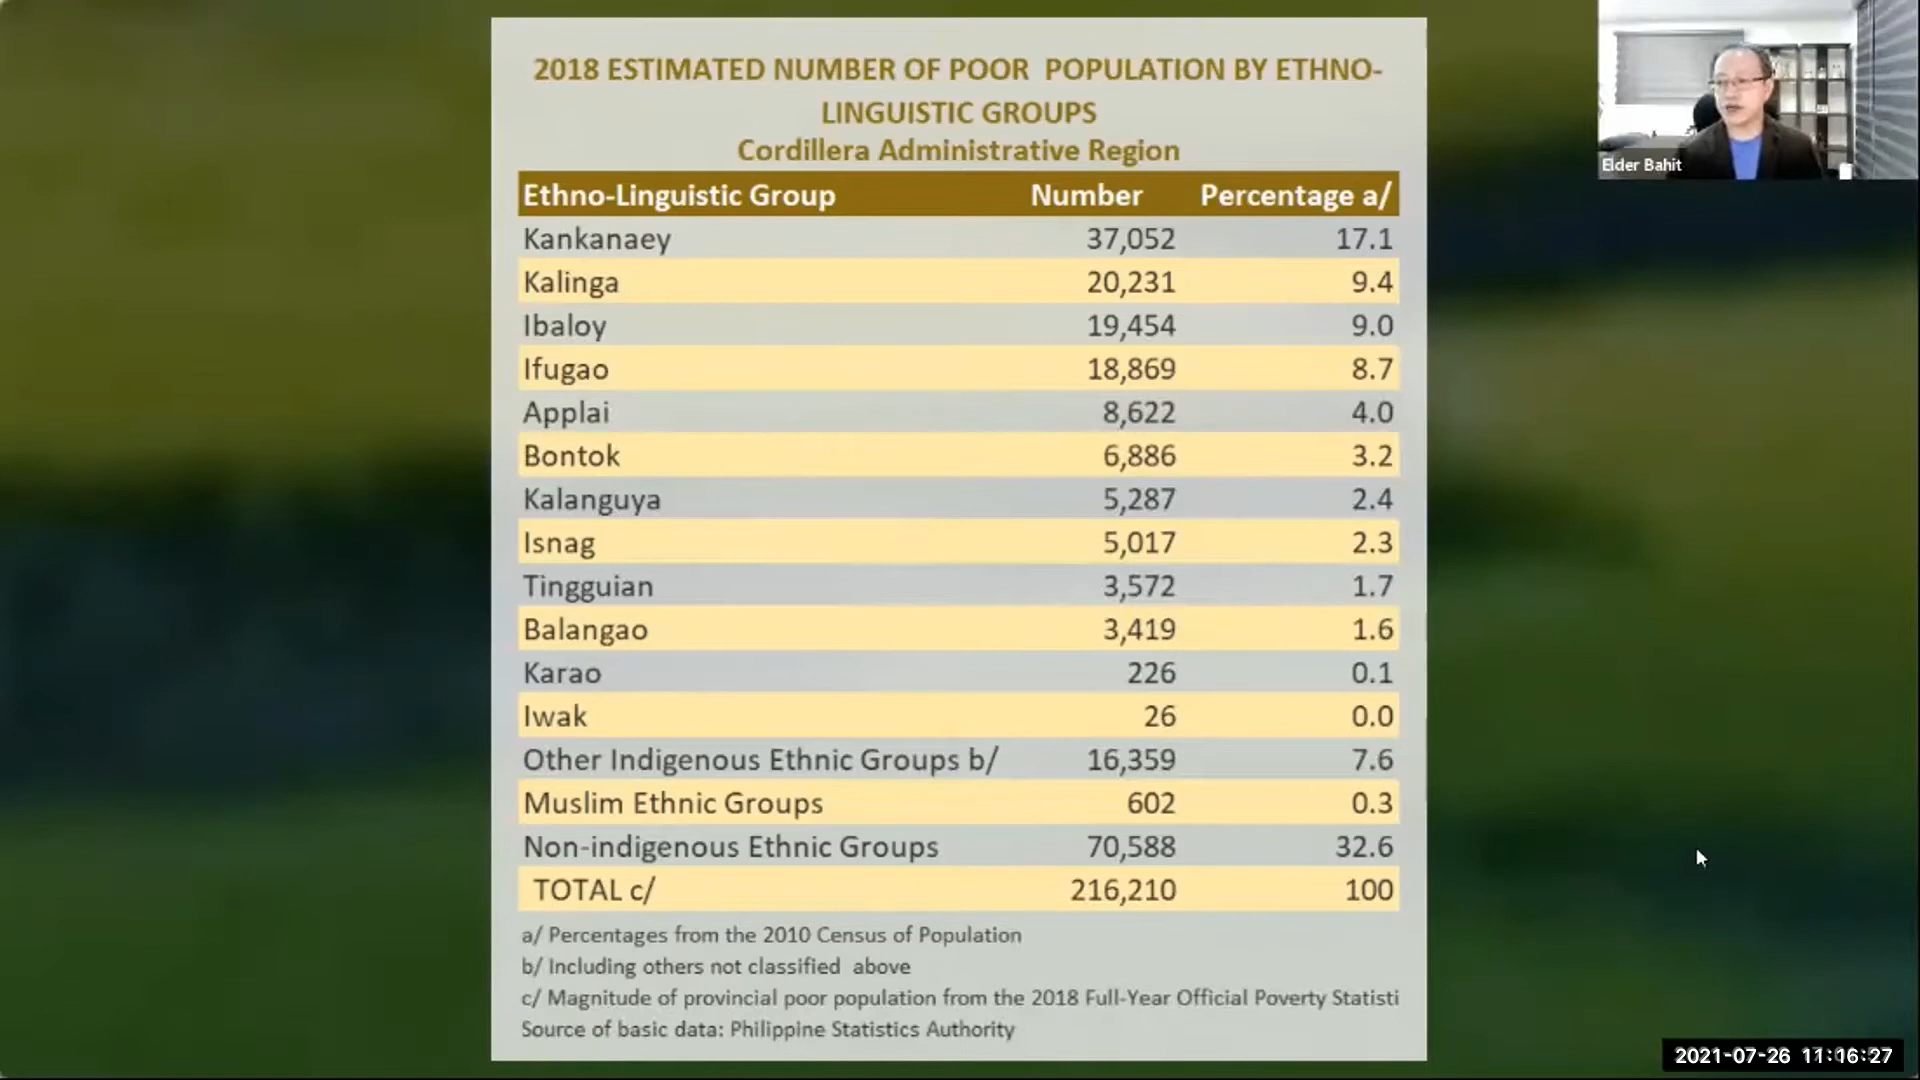 2018 ESTIMATED NUMBER OF POOR POPULATION BY ETHNO-
LINGUISTIC GROUPS
Cordillera Administrative Region
Ethno-Linguistic Group Number Percentage a/
Kankanaey 37,052 17.1
Kalinga 20,231 9.4
Ibaloy 19,454 9.0
Ifugao 18,869 8.7
Applai 8,622 4.0
Bontok 6,886 3.2
Kalanguya 5,287 2.4
Isnag 5,017 2.3
Tingguian 3,572 1.7
Balangao 3,419 1.6
Karao 226 0.1
Iwak 26 0.0
Other Indigenous Ethnic Groups b/ 16,359 7.6
Muslim Ethnic Groups 602 0.3
Non-indigenous Ethnic Groups 70,588 32.6
TOTAL c/ 216,210 100
a/ Percentages from the 2010 Census of Population
b/ Including others not classified above
c/ Magnitude of provincial poor population from the 2018 Full-Year Official Poverty Statisti
Source of basic data: Philippine Statistics Authority
Elder Bahit
2021-07-26 11:16:27